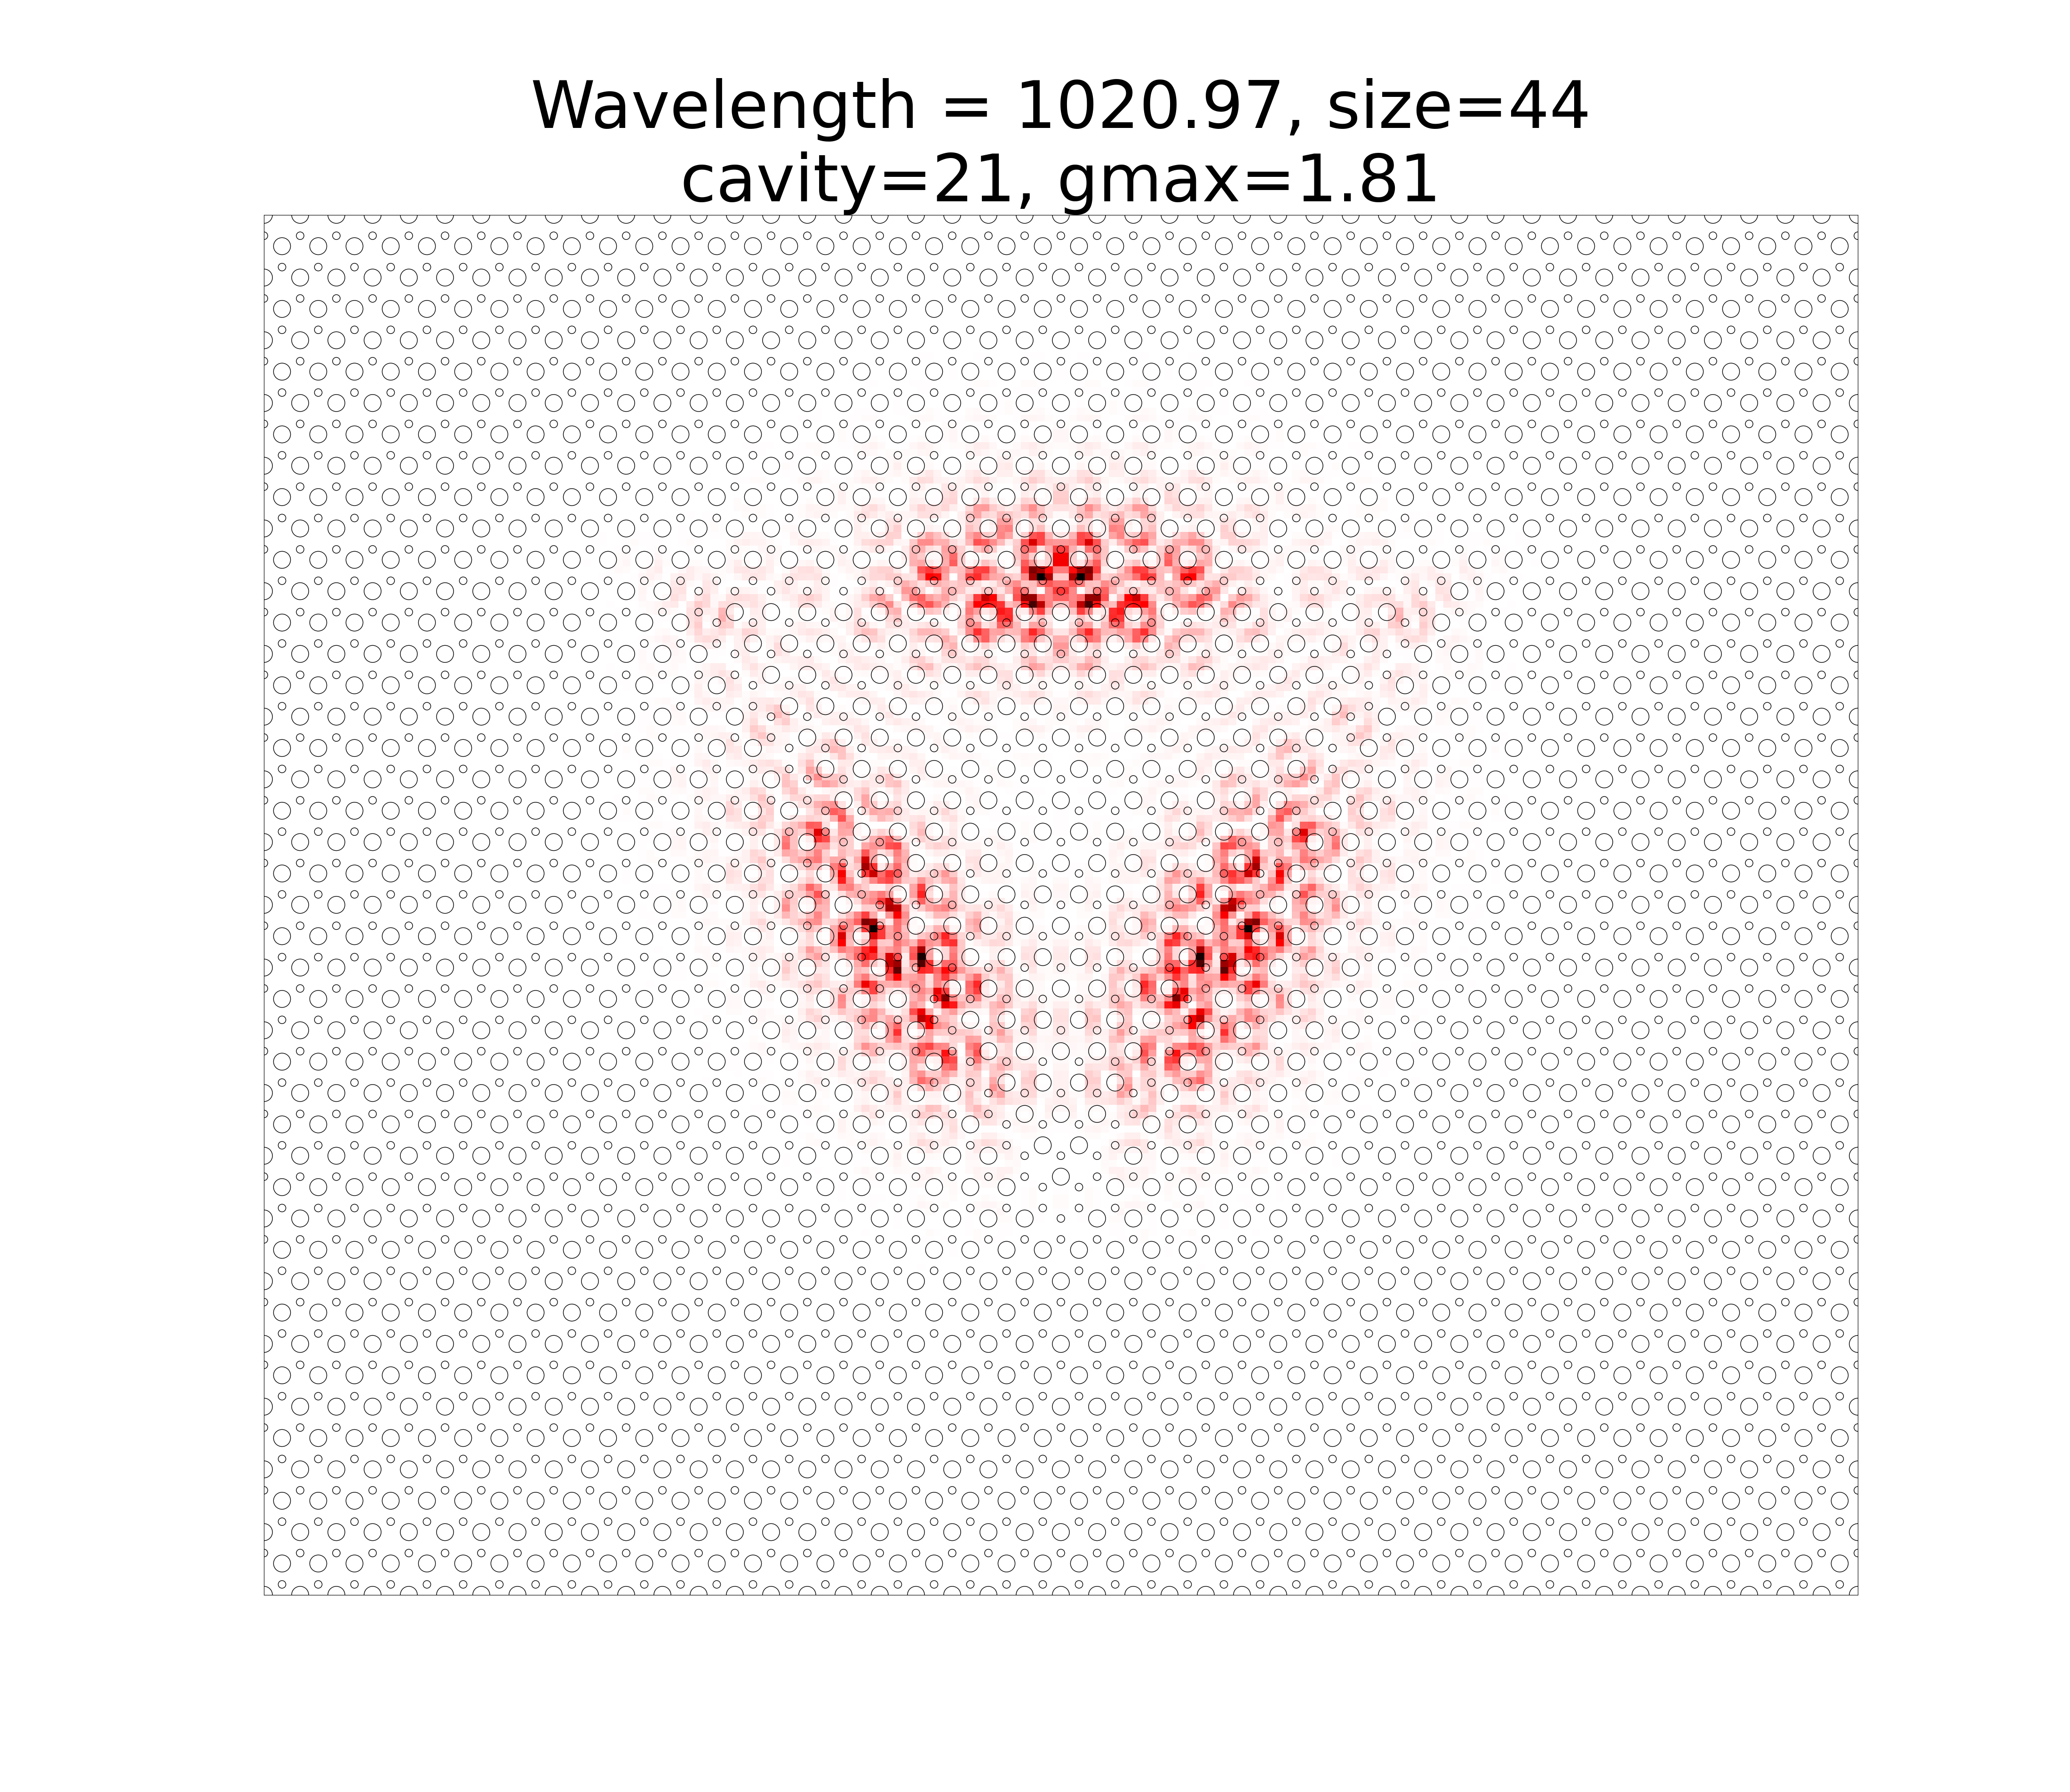 Wavelength = 1020.97, size=44
cavity=21, gmax=1.81